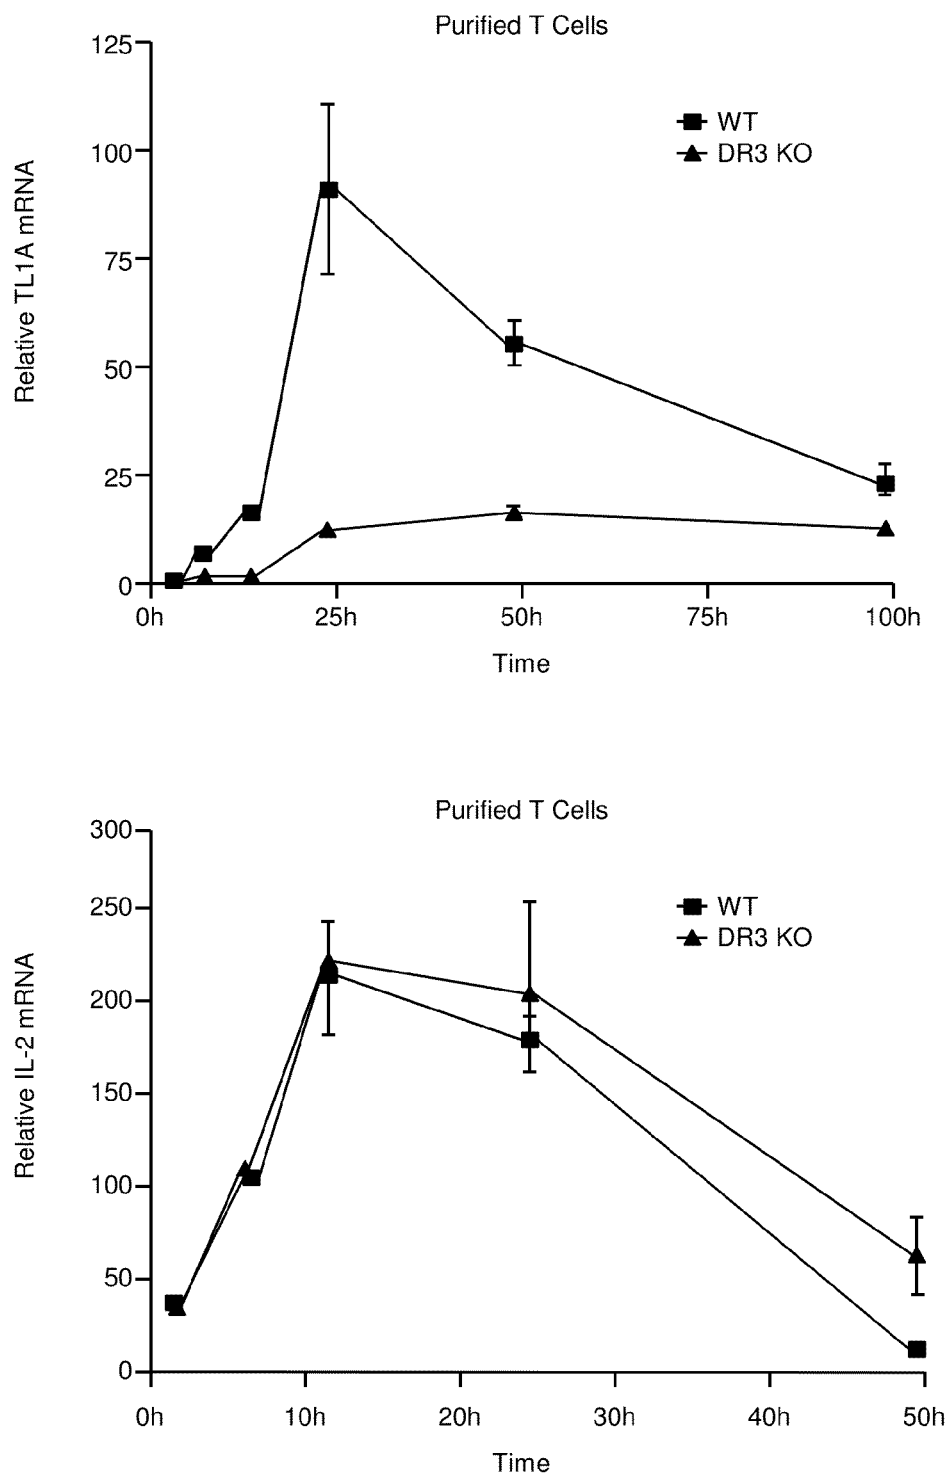 Purified T Cells
125
100
75
50
25
0
Relative TL1A mRNA
WT
DR3 KO
0h 25h 50h 75h 100h
Time
Purified T Cells
300
250
200
150
100
50
0
Relative IL-2 mRNA
WT
DR3 KO
0h 10h 20h 30h 40h 50h
Time